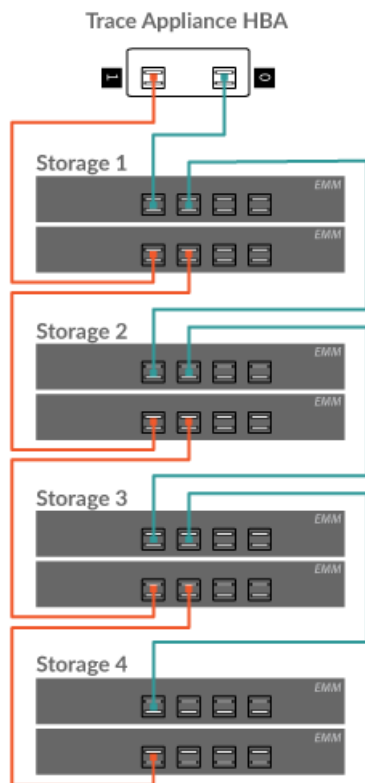 Trace Appliance HBA
1 0
Storage 1
EMM
EMM
Storage 2
EMM
EMM
Storage 3
EMM
EMM
Storage 4
EMM
EMM